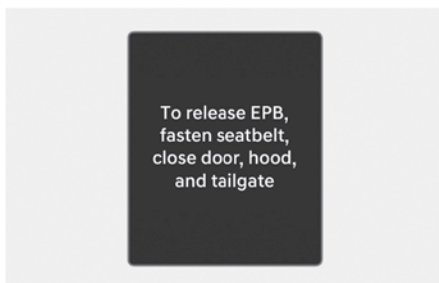 To release EPB,
fasten seatbelt,
close door, hood,
and tailgate